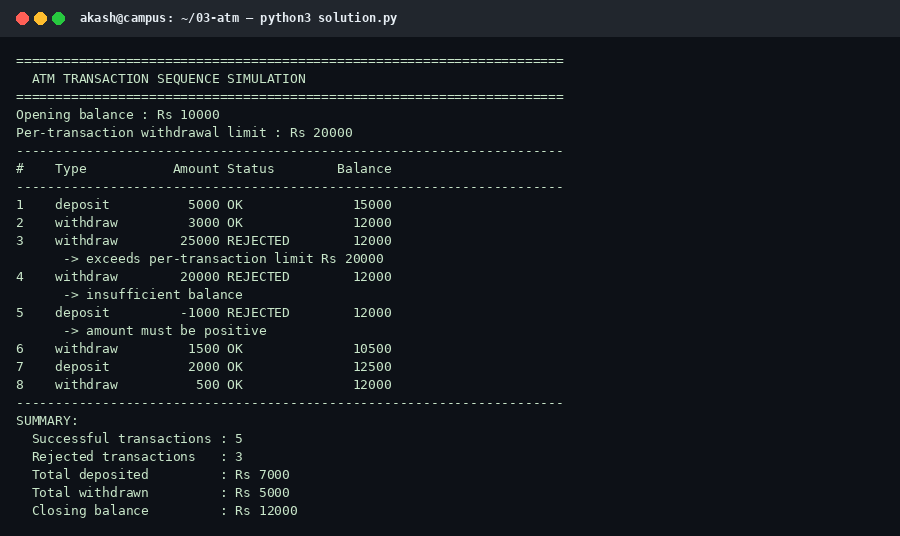 akash@campus: ~/03-atm — python3 solution.py
======================================================================
  ATM TRANSACTION SEQUENCE SIMULATION
======================================================================
Opening balance : Rs 10000
Per-transaction withdrawal limit : Rs 20000
----------------------------------------------------------------------
#    Type           Amount Status        Balance
----------------------------------------------------------------------
1    deposit          5000 OK              15000
2    withdraw         3000 OK              12000
3    withdraw        25000 REJECTED        12000
      -> exceeds per-transaction limit Rs 20000
4    withdraw        20000 REJECTED        12000
      -> insufficient balance
5    deposit         -1000 REJECTED        12000
      -> amount must be positive
6    withdraw         1500 OK              10500
7    deposit          2000 OK              12500
8    withdraw          500 OK              12000
----------------------------------------------------------------------
SUMMARY:
  Successful transactions : 5
  Rejected transactions   : 3
  Total deposited         : Rs 7000
  Total withdrawn         : Rs 5000
  Closing balance         : Rs 12000